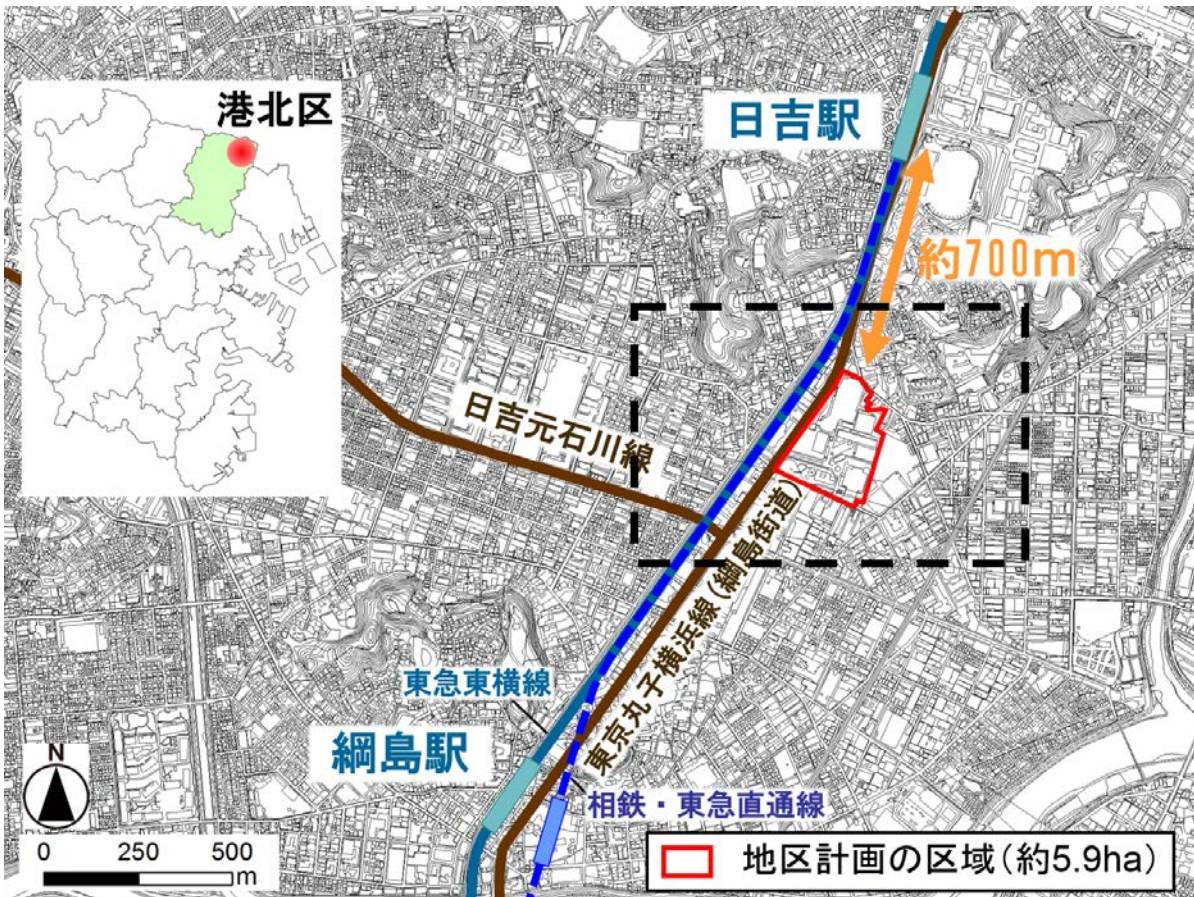 港北区
日吉駅
約700m
日吉元石川線
東京丸子横浜線(綱島街道)
東急東横線
綱島駅
相鉄・東急直通線
N
0 250 500
m
地区計画の区域(約5.9ha)